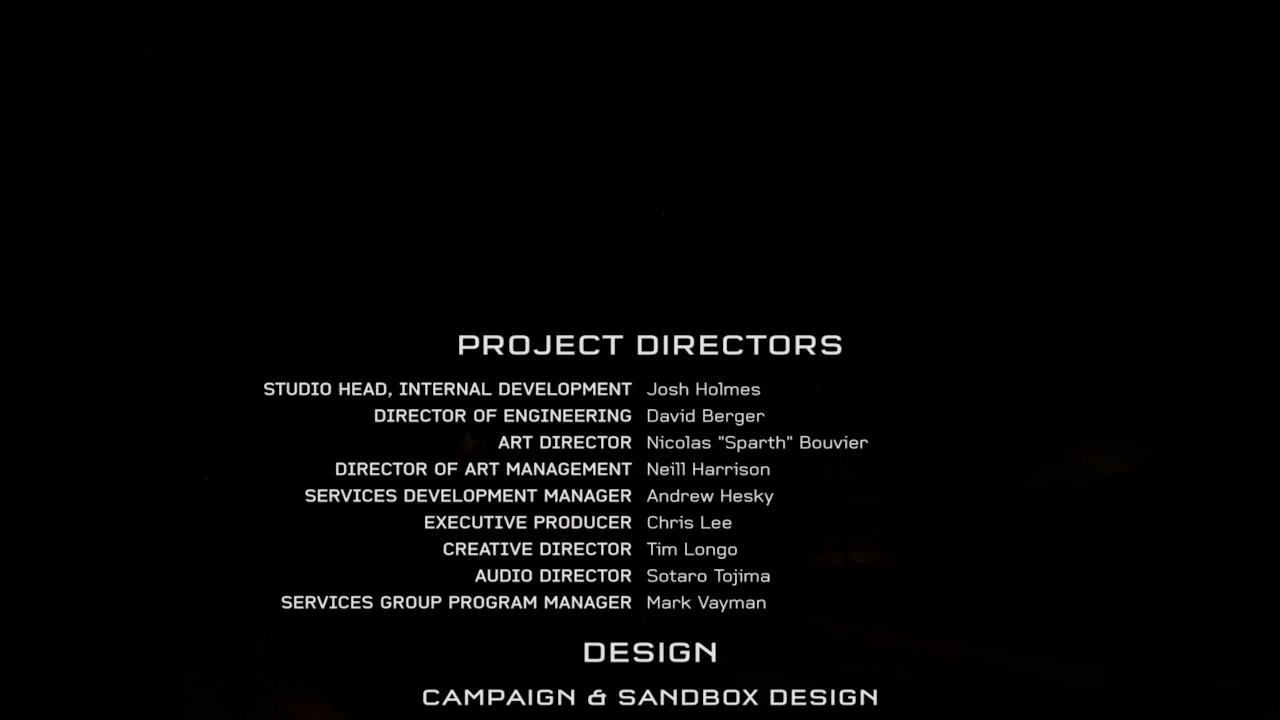 PROJECT DIRECTORS
STUDIO HEAD, INTERNAL DEVELOPMENT Josh Holmes
DIRECTOR OF ENGINEERING David Berger
ART DIRECTOR Nicolas "Sparth" Bouvier
DIRECTOR OF ART MANAGEMENT Neill Harrison
SERVICES DEVELOPMENT MANAGER Andrew Hesky
EXECUTIVE PRODUCER Chris Lee
CREATIVE DIRECTOR Tim Longo
AUDIO DIRECTOR Sotaro Tojima
SERVICES GROUP PROGRAM MANAGER Mark Vayman
DESIGN
CAMPAIGN & SANDBOX DESIGN